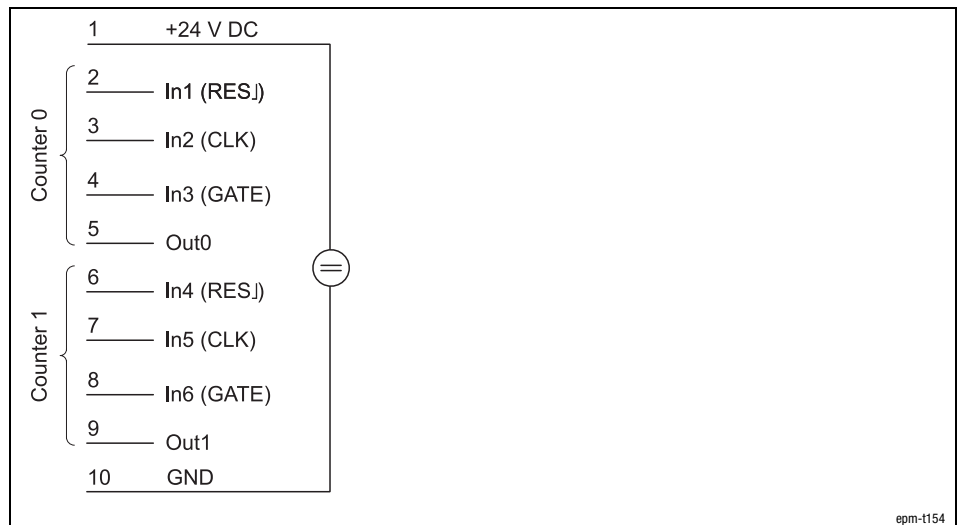 1 +24 V DC
Counter 0
2 In1 (RES⏌)
3 In2 (CLK)
4 In3 (GATE)
5 Out0
Counter 1
6 In4 (RES⏌)
7 In5 (CLK)
8 In6 (GATE)
9 Out1
10 GND
epm-t154